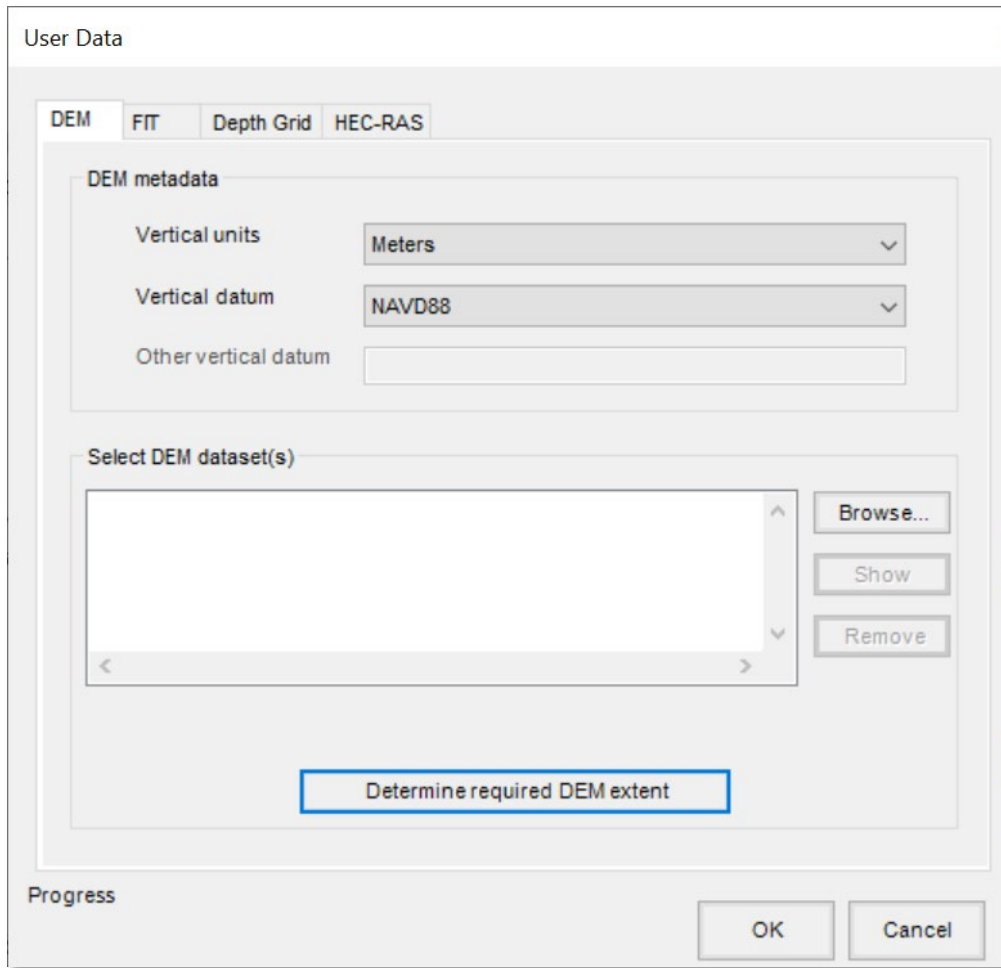 User Data
DEM FIT Depth Grid HEC-RAS
DEM metadata
Vertical units Meters
Vertical datum NAVD88
Other vertical datum
Select DEM dataset(s)
Browse...
Show
Remove
Determine required DEM extent
Progress
OK Cancel